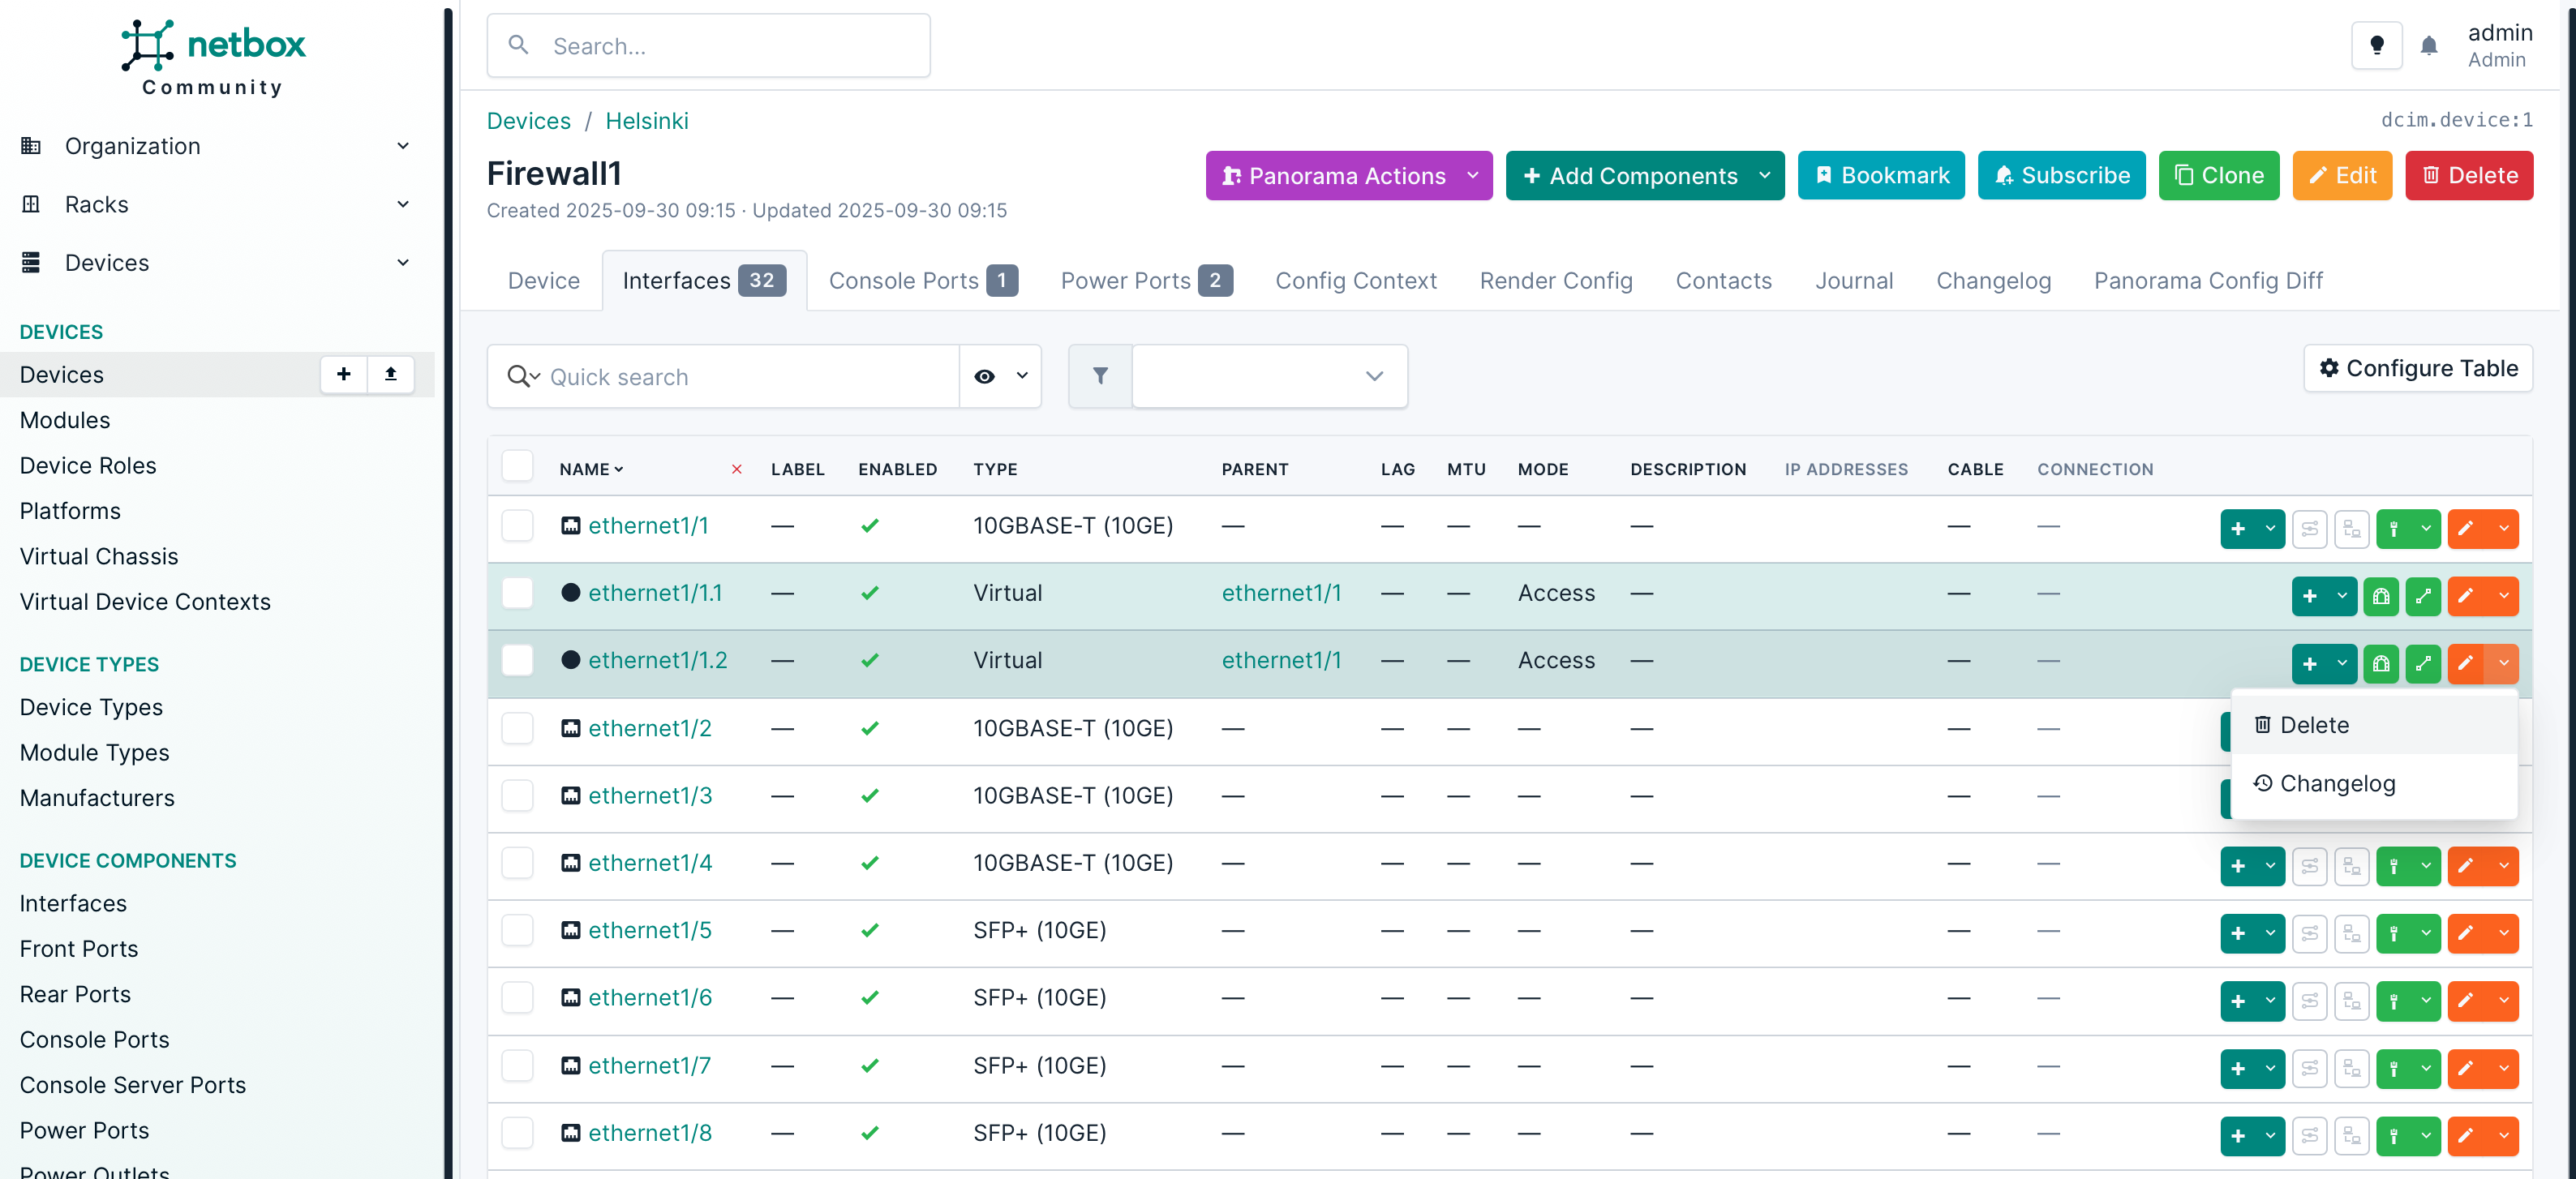 netbox
Community
Search...
admin
Admin
Organization
Racks
Devices
DEVICES
Devices
Modules
Device Roles
Platforms
Virtual Chassis
Virtual Device Contexts
DEVICE TYPES
Device Types
Module Types
Manufacturers
DEVICE COMPONENTS
Interfaces
Front Ports
Rear Ports
Console Ports
Console Server Ports
Power Ports
Power Outlets
Devices / Helsinki
dcim.device:1
Firewall1
Created 2025-09-30 09:15 · Updated 2025-09-30 09:15
Panorama Actions Add Components Bookmark Subscribe Clone Edit Delete
Device Interfaces 32 Console Ports 1 Power Ports 2 Config Context Render Config Contacts Journal Changelog Panorama Config Diff
Quick search
Configure Table
NAME LABEL ENABLED TYPE PARENT LAG MTU MODE DESCRIPTION IP ADDRESSES CABLE CONNECTION
ethernet1/1 — 10GBASE-T (10GE) — — — — — — —
ethernet1/1.1 — Virtual ethernet1/1 — — Access — — —
ethernet1/1.2 — Virtual ethernet1/1 — — Access — — —
Delete
Changelog
ethernet1/2 — 10GBASE-T (10GE) — — — — — — —
ethernet1/3 — 10GBASE-T (10GE) — — — — — — —
ethernet1/4 — 10GBASE-T (10GE) — — — — — — —
ethernet1/5 — SFP+ (10GE) — — — — — — —
ethernet1/6 — SFP+ (10GE) — — — — — — —
ethernet1/7 — SFP+ (10GE) — — — — — — —
ethernet1/8 — SFP+ (10GE) — — — — — — —